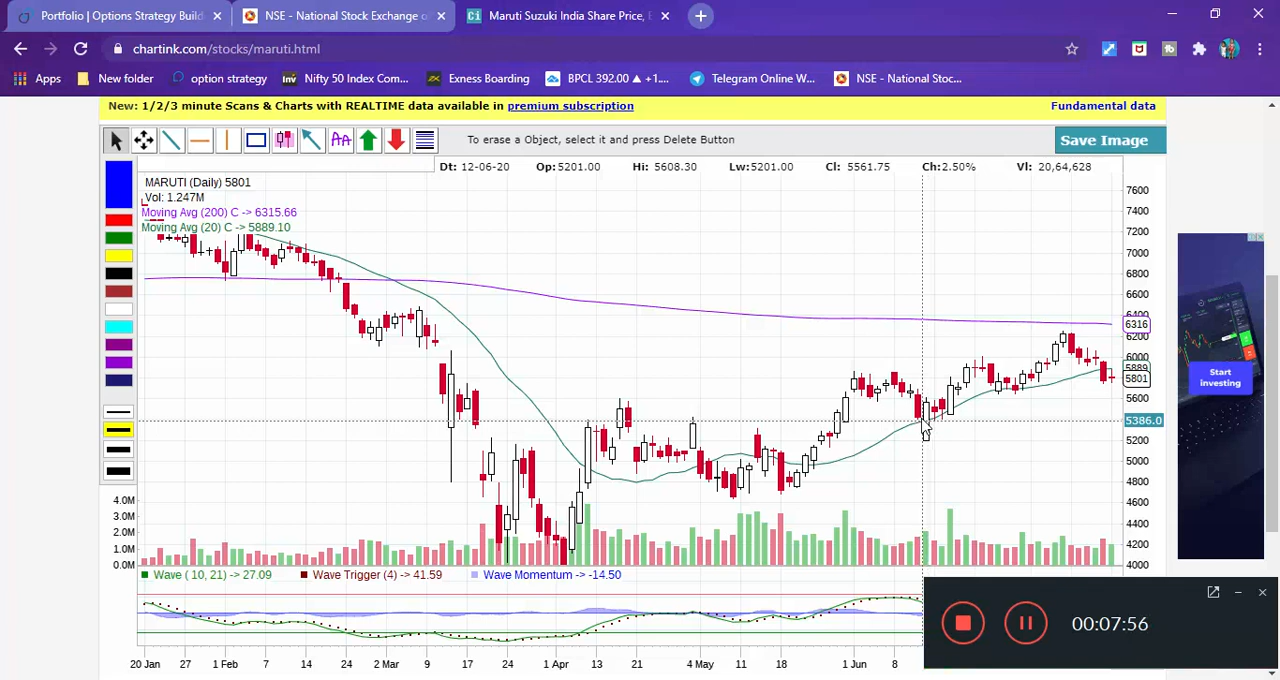 Portfolio | Options Strategy Build
NSE - National Stock Exchange o
Maruti Suzuki India Share Price, E
chartink.com/stocks/maruti.html
Apps
New folder
option strategy
Nifty 50 Index Com...
Exness Boarding
BPCL 392.00 ▲ +1....
Telegram Online W...
NSE - National Stoc...
New: 1/2/3 minute Scans & Charts with REALTIME data available in premium subscription
Fundamental data
To erase a Object, select it and press Delete Button
Save Image
Dt: 12-06-20 Op:5201.00 Hi: 5608.30 Lw:5201.00 Cl: 5561.75 Ch:2.50% Vl: 20,64,628
MARUTI (Daily) 5801
Vol: 1.247M
Moving Avg (200) C -> 6315.66
Moving Avg (20) C -> 5889.10
7600
7400
7200
7000
6800
6600
6400
6316
6200
6000
5889
5801
5600
5386.0
5200
5000
4800
4600
4400
4200
4000
4.0M
3.0M
2.0M
1.0M
0.0M
Start
investing
Wave ( 10, 21) -> 27.09
Wave Trigger (4) -> 41.59
Wave Momentum -> -14.50
00:07:56
20 Jan 27 1 Feb 7 14 24 2 Mar 9 17 24 1 Apr 13 21 4 May 11 18 1 Jun 8